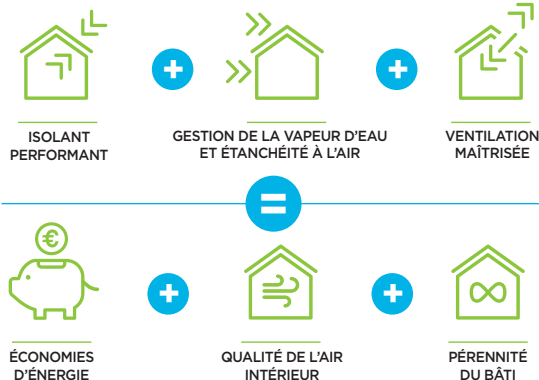 ISOLANT
PERFORMANT
GESTION DE LA VAPEUR D'EAU
ET ÉTANCHÉITÉ À L'AIR
VENTILATION
MAÎTRISÉE
€
ÉCONOMIES
D'ÉNERGIE
QUALITÉ DE L'AIR
INTÉRIEUR
PÉRENNITÉ
DU BÂTI